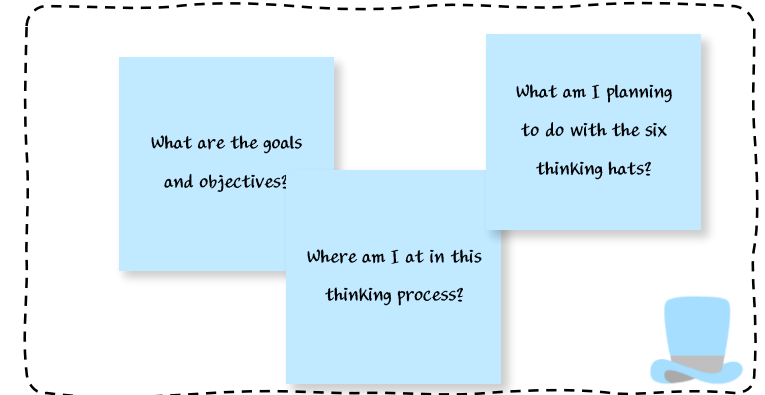 What are the goals
and objectives?
Where am I at in this
thinking process?
What am I planning
to do with the six
thinking hats?